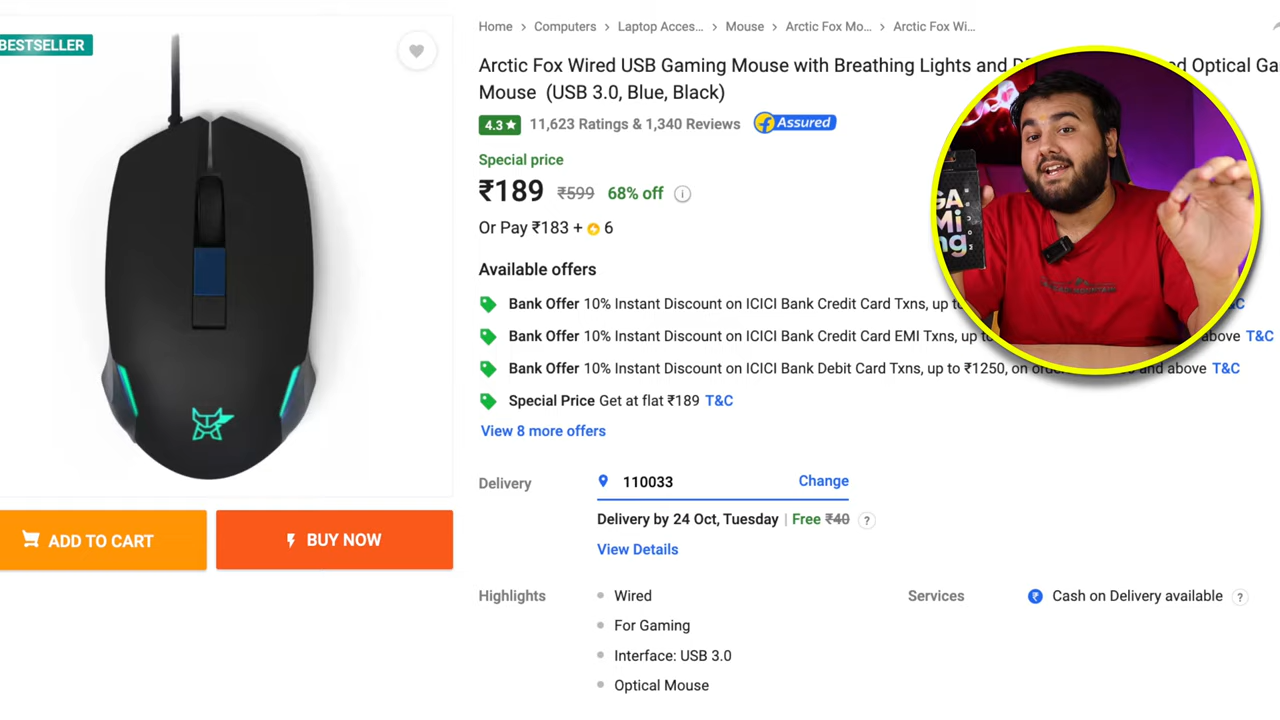 BESTSELLER
Home > Computers > Laptop Acces... > Mouse > Arctic Fox Mo... > Arctic Fox Wi...
Arctic Fox Wired USB Gaming Mouse with Breathing Lights and Optical Ga
Mouse (USB 3.0, Blue, Black)
4.3★ 11,623 Ratings & 1,340 Reviews Assured
Special price
₹189 ₹599 68% off
Or Pay ₹183 + 6
Available offers
Bank Offer 10% Instant Discount on ICICI Bank Credit Card Txns, up
Bank Offer 10% Instant Discount on ICICI Bank Credit Card EMI Txns, up above T&C
Bank Offer 10% Instant Discount on ICICI Bank Debit Card Txns, up to ₹1250, on and above T&C
Special Price Get at flat ₹189 T&C
View 8 more offers
Delivery 110033 Change
Delivery by 24 Oct, Tuesday | Free ₹40 ?
View Details
ADD TO CART
BUY NOW
Highlights
Wired
For Gaming
Interface: USB 3.0
Optical Mouse
Services
Cash on Delivery available ?
GA
Mi
ng